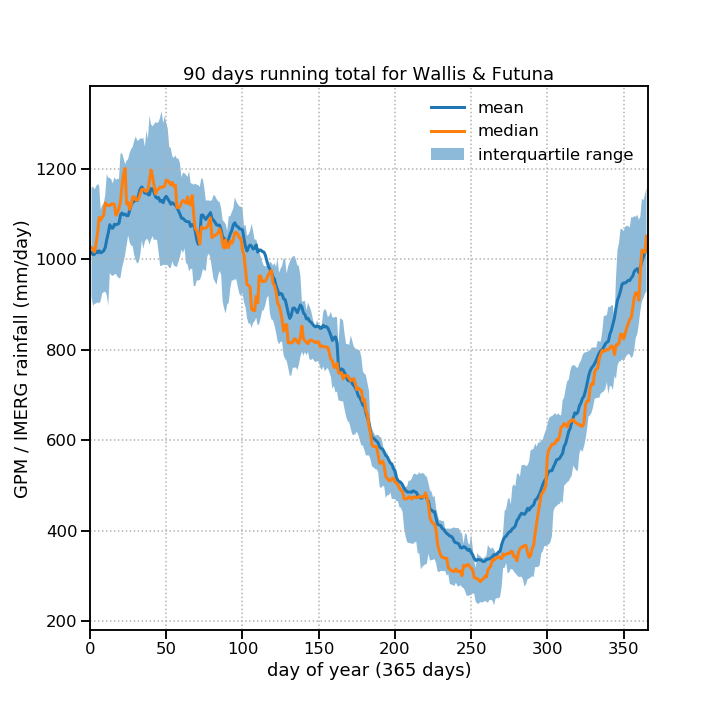 90 days running total for Wallis & Futuna
mean
median
interquartile range
GPM / IMERG rainfall (mm/day)
1200
1000
800
600
400
200
0 50 100 150 200 250 300 350
day of year (365 days)